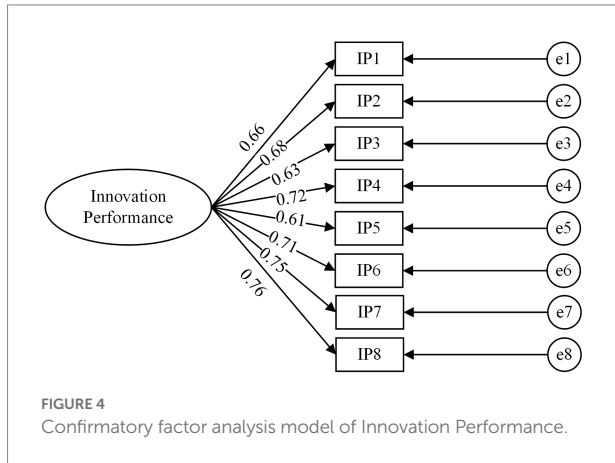 IP1
e1
IP2
e2
IP3
e3
IP4
e4
IP5
e5
IP6
e6
IP7
e7
IP8
e8
Innovation
Performance
0.66
0.68
0.63
0.72
0.61
0.71
0.75
0.76
FIGURE 4
Confirmatory factor analysis model of Innovation Performance.